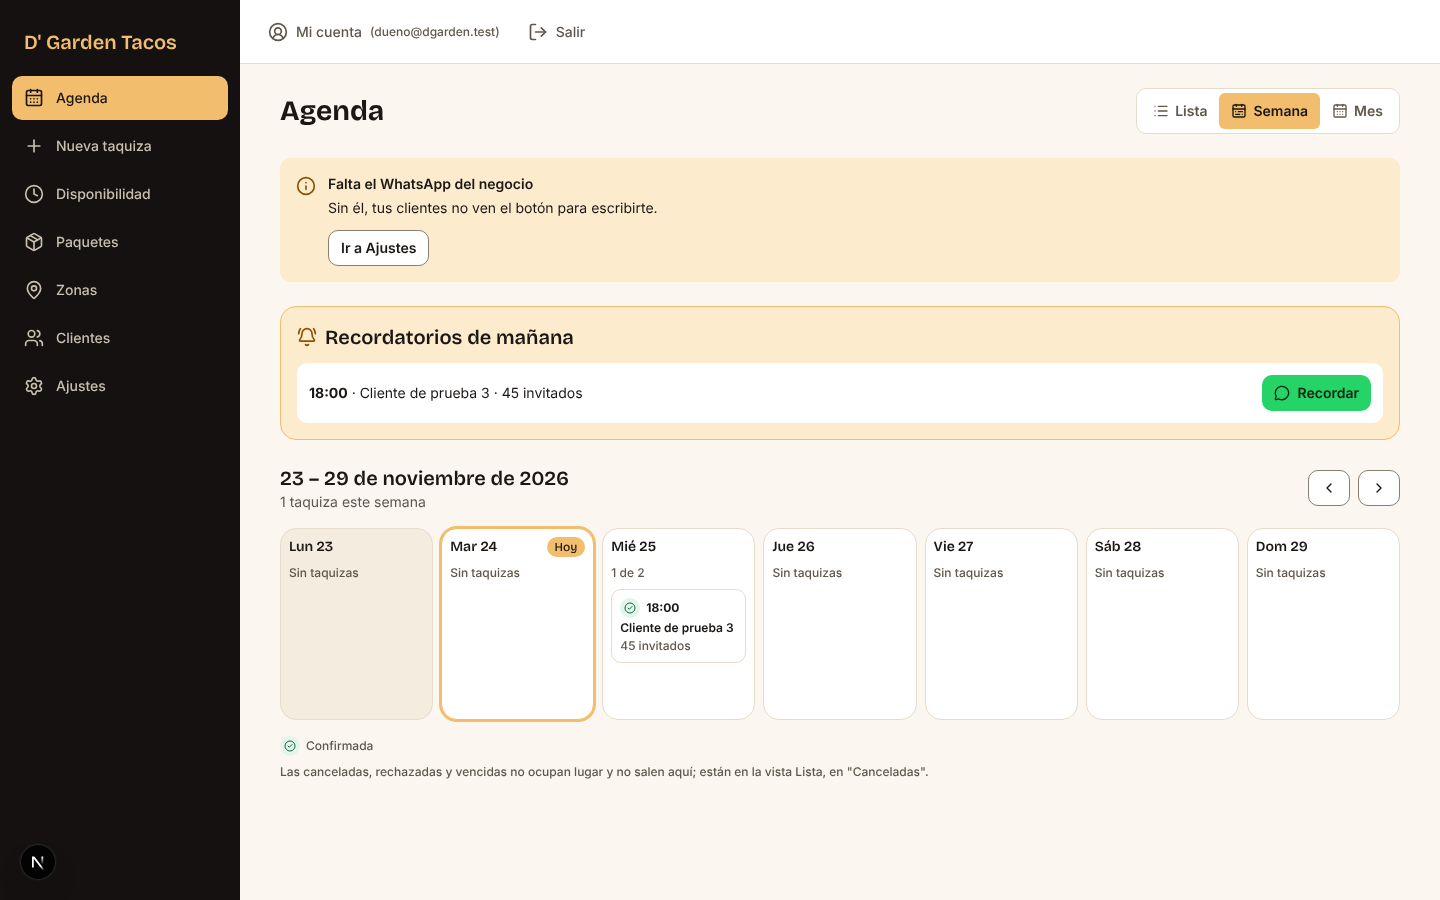 D' Garden Tacos
Agenda
Nueva taquiza
Disponibilidad
Paquetes
Zonas
Clientes
Ajustes
N
Mi cuenta (dueno@dgarden.test)
Salir
Agenda
Lista
Semana
Mes
Falta el WhatsApp del negocio
Sin él, tus clientes no ven el botón para escribirte.
Ir a Ajustes
Recordatorios de mañana
18:00 · Cliente de prueba 3 · 45 invitados
Recordar
23 – 29 de noviembre de 2026
1 taquiza este semana
Lun 23
Sin taquizas
Mar 24
Hoy
Sin taquizas
Mié 25
1 de 2
18:00
Cliente de prueba 3
45 invitados
Jue 26
Sin taquizas
Vie 27
Sin taquizas
Sáb 28
Sin taquizas
Dom 29
Sin taquizas
Confirmada
Las canceladas, rechazadas y vencidas no ocupan lugar y no salen aquí; están en la vista Lista, en "Canceladas".